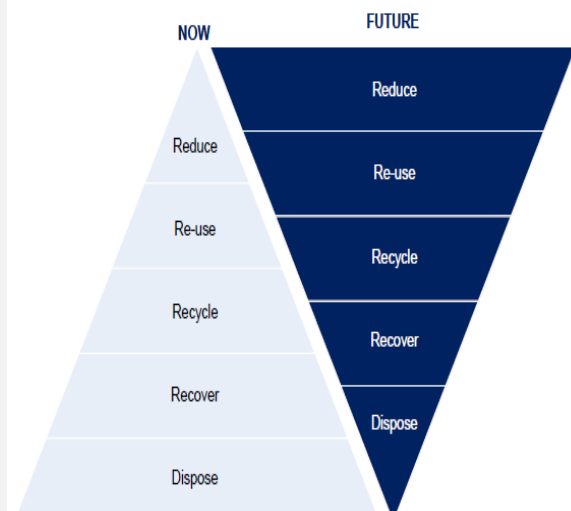 NOW
FUTURE
Reduce
Re-use
Recycle
Recover
Dispose
Reduce
Re-use
Recycle
Recover
Dispose